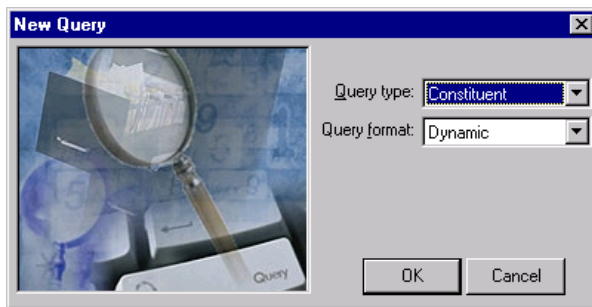 New Query
Query type: Constituent
Query format: Dynamic
Query
OK Cancel